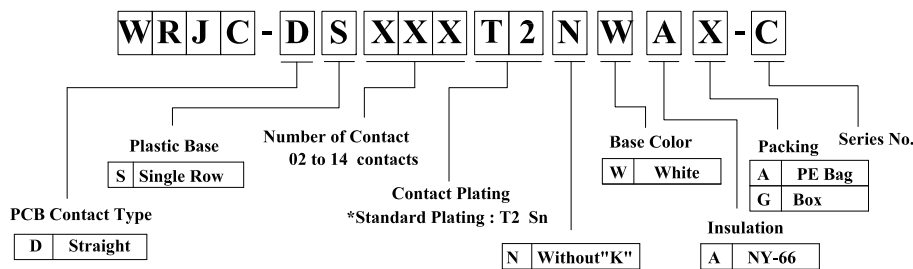 WRJC-DSXXXT2NWAX-C
Plastic Base
S Single Row
Number of Contact
02 to 14 contacts
Base Color
W White
Packing
A PE Bag
G Box
Series No.
PCB Contact Type
D Straight
Contact Plating
*Standard Plating : T2 Sn
N Without"K"
Insulation
A NY-66